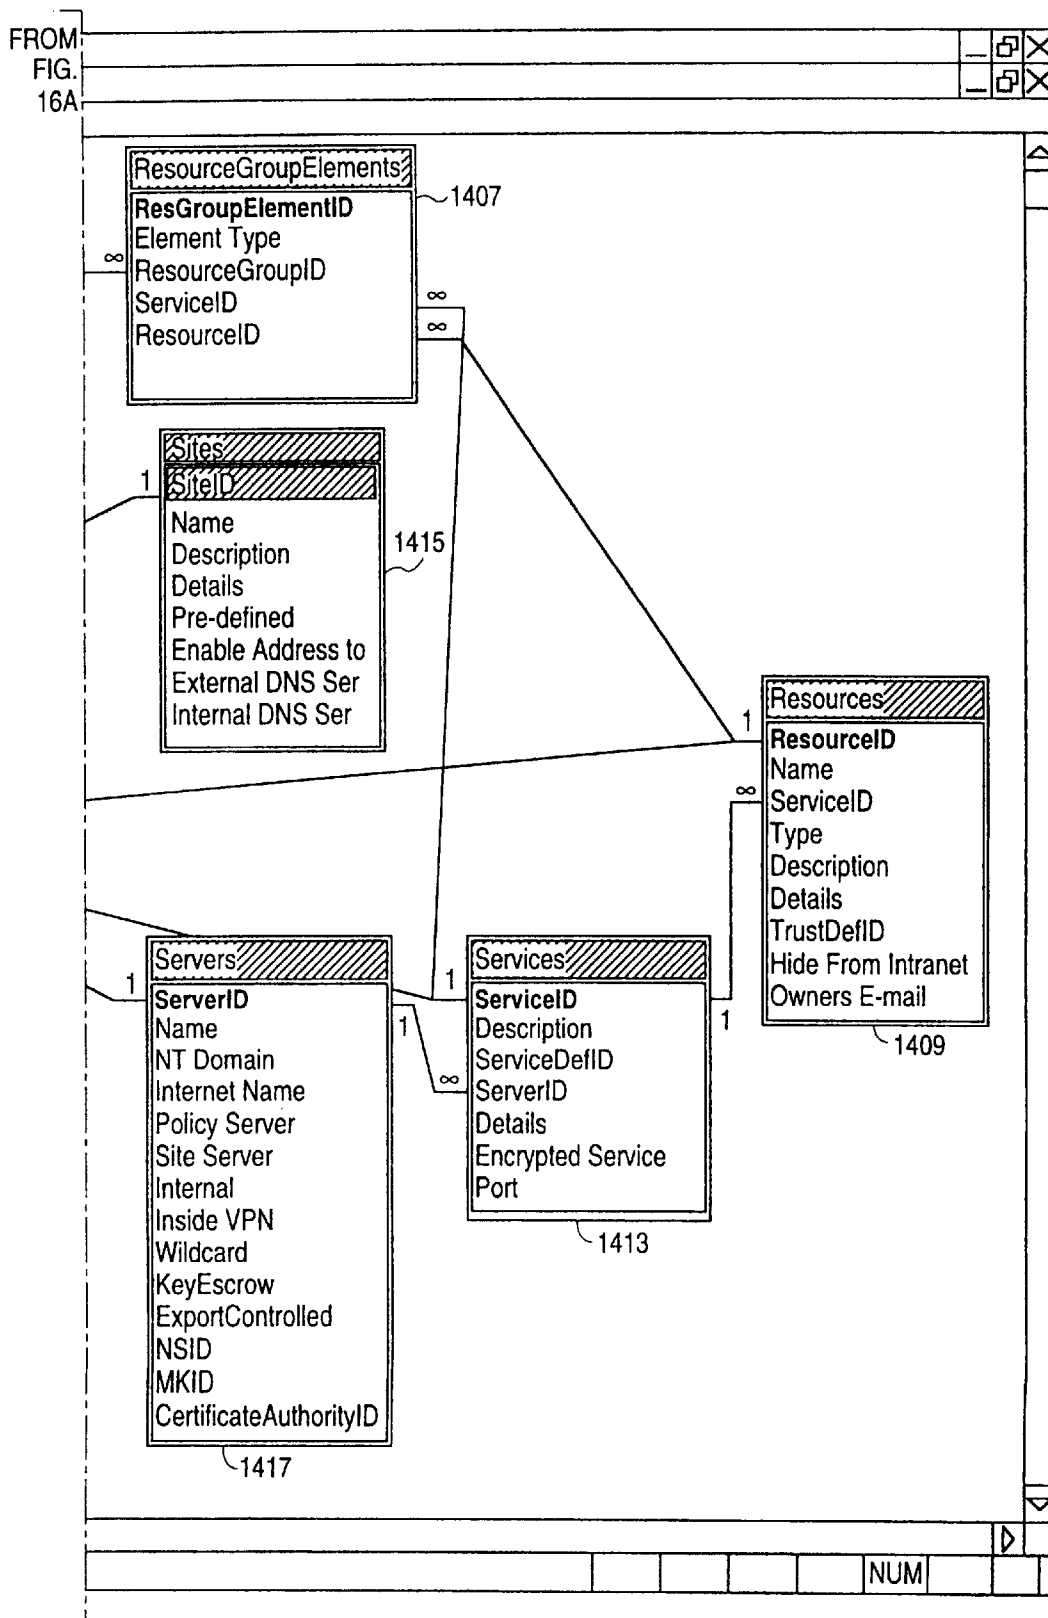 FROM
FIG.
16A
ResourceGroupElements
ResGroupElementID
Element Type
ResourceGroupID
ServiceID
ResourceID
1407
∞
∞
∞
Sites
SiteID
Name
Description
Details
Pre-defined
Enable Address to
External DNS Ser
Internal DNS Ser
1
1415
Resources
ResourceID
Name
ServiceID
Type
Description
Details
TrustDefID
Hide From Intranet
Owners E-mail
1
∞
1409
Servers
ServerID
Name
NT Domain
Internet Name
Policy Server
Site Server
Internal
Inside VPN
Wildcard
KeyEscrow
ExportControlled
NSID
MKID
CertificateAuthorityID
1
1
1417
Services
ServiceID
Description
ServiceDefID
ServerID
Details
Encrypted Service
Port
1
∞
1
1413
NUM